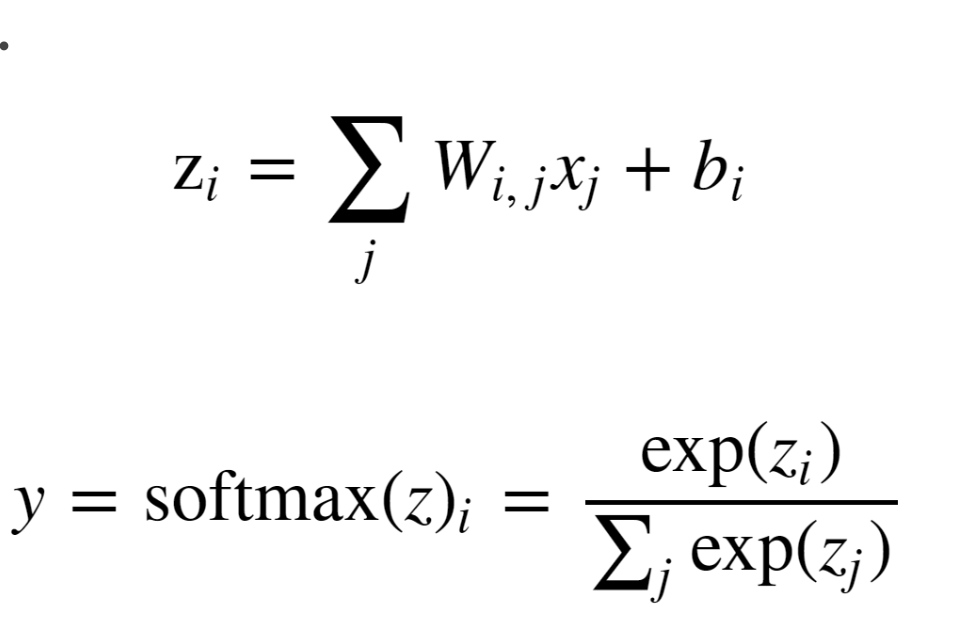 z_i = ∑_j W_{i, j} x_j + b_i
y = softmax(z)_i = exp(z_i) / ∑_j exp(z_j)